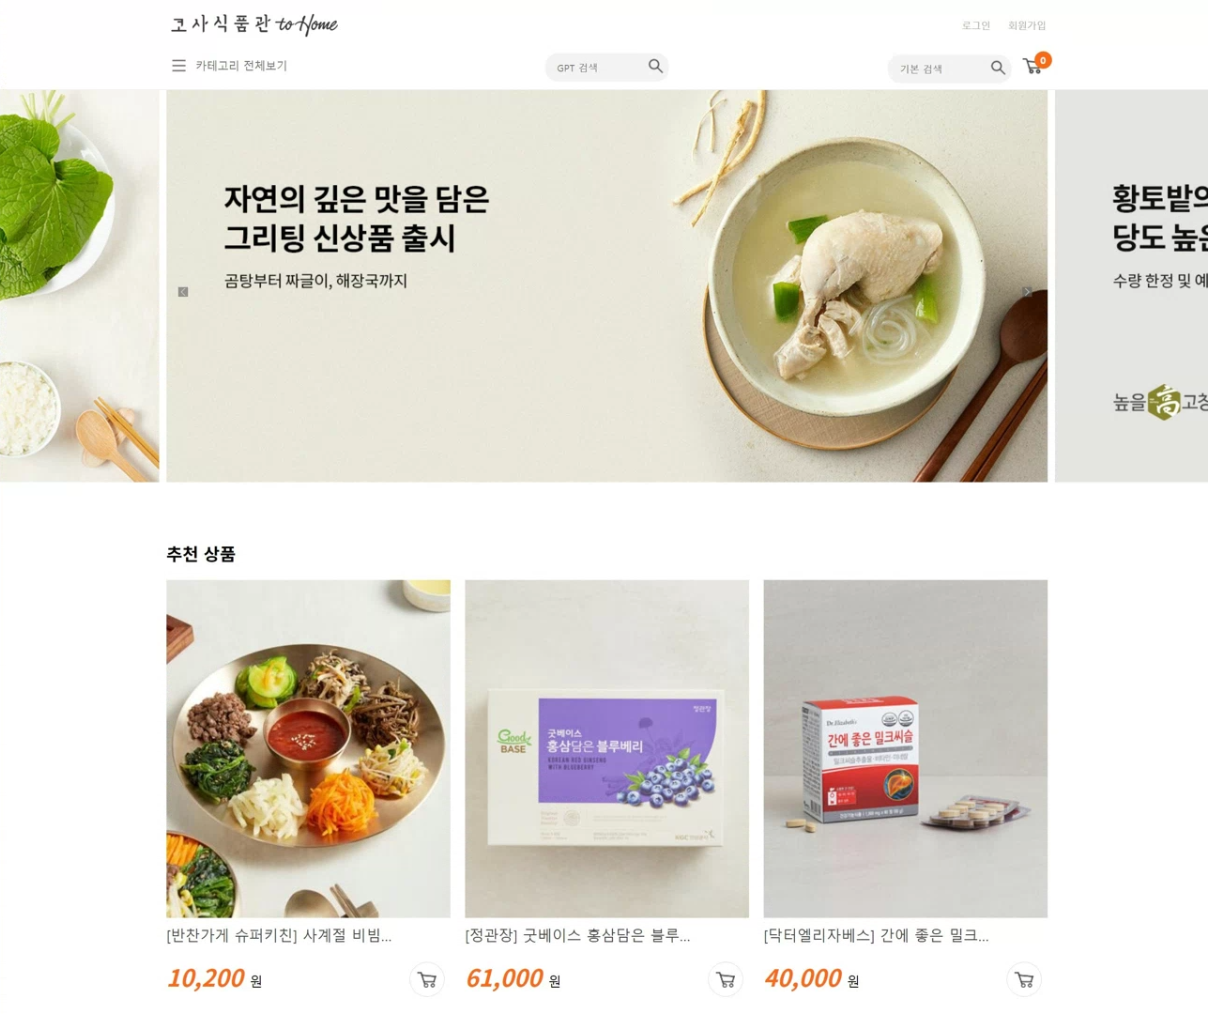 코사식품관 to Home
로그인 회원가입
카테고리 전체보기
GPT 검색
기본 검색
0
자연의 깊은 맛을 담은
그리팅 신상품 출시
곰탕부터 짜글이, 해장국까지
황토밭의
당도 높은
수량 한정 및 예
높을 高 고창
추천 상품
정관장
Good BASE
굿베이스
홍삼담은 블루베리
KOREAN RED GINSENG
WITH BLUEBERRY
Dr.Elizabeth's
간에 좋은 밀크씨슬
[반찬가게 슈퍼키친] 사계절 비빔...
[정관장] 굿베이스 홍삼담은 블루...
[닥터엘리자베스] 간에 좋은 밀크...
10,200 원
61,000 원
40,000 원